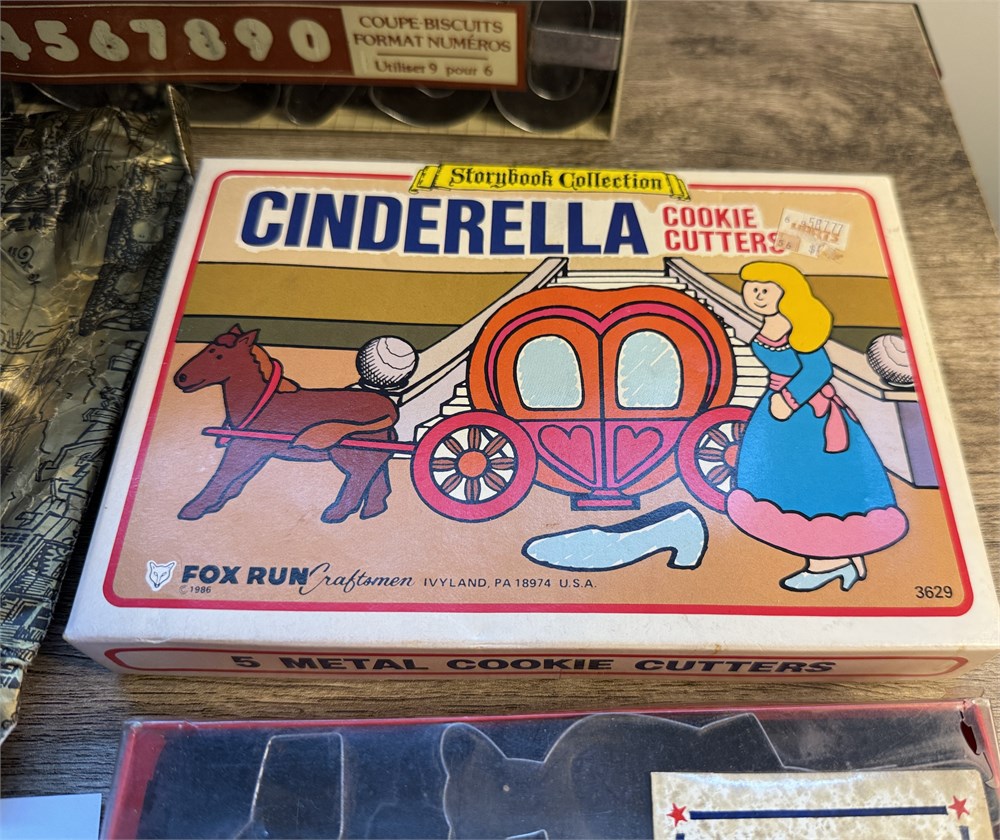 4567890
COUPE-BISCUITS
FORMAT NUMÉROS
Utiliser 9 pour 6
Storybook Collection
CINDERELLA
COOKIE
CUTTERS
FOX RUN Craftsmen IVYLAND, PA 18974 U.S.A.
©1986
3629
5 METAL COOKIE CUTTERS